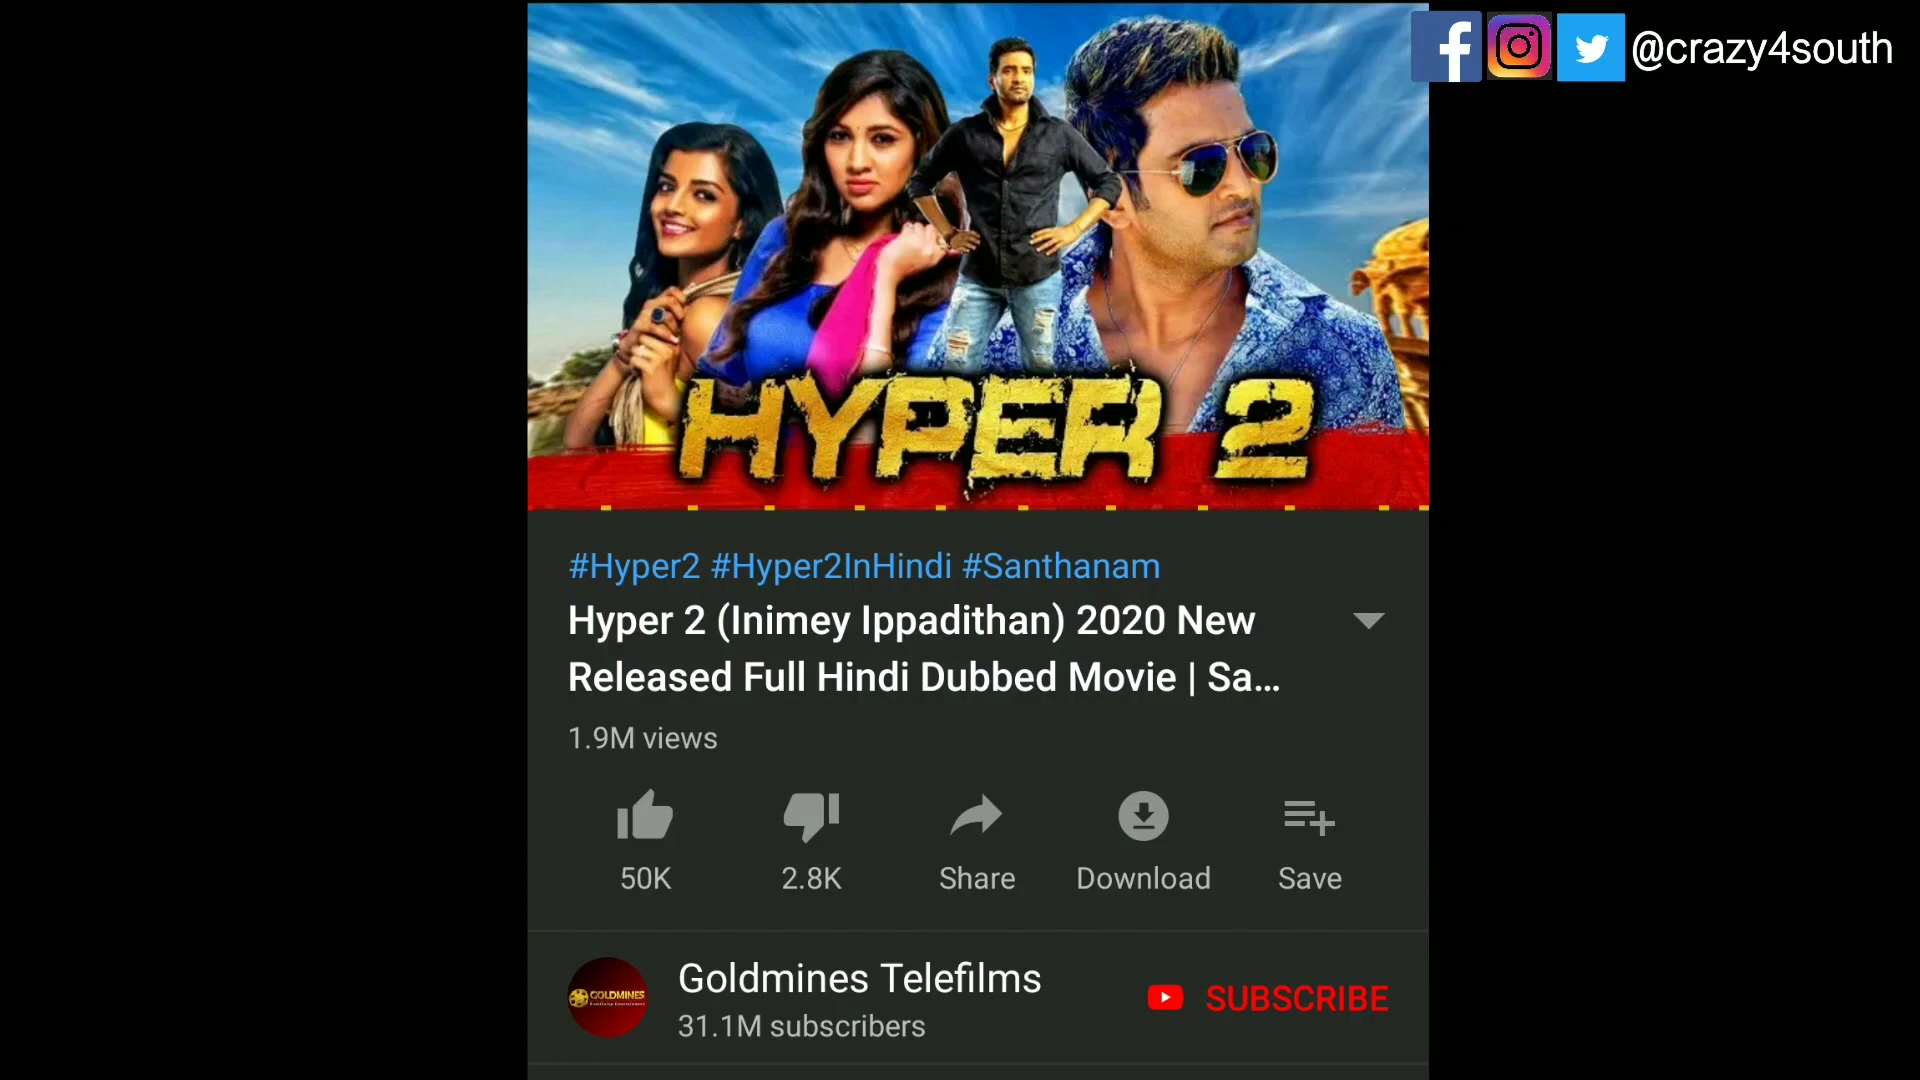 @crazy4south
HYPER 2
#Hyper2 #Hyper2InHindi #Santhanam
Hyper 2 (Inimey Ippadithan) 2020 New
Released Full Hindi Dubbed Movie | Sa...
1.9M views
50K
2.8K
Share
Download
Save
GOLDMINES
Goldmines Telefilms
31.1M subscribers
SUBSCRIBE